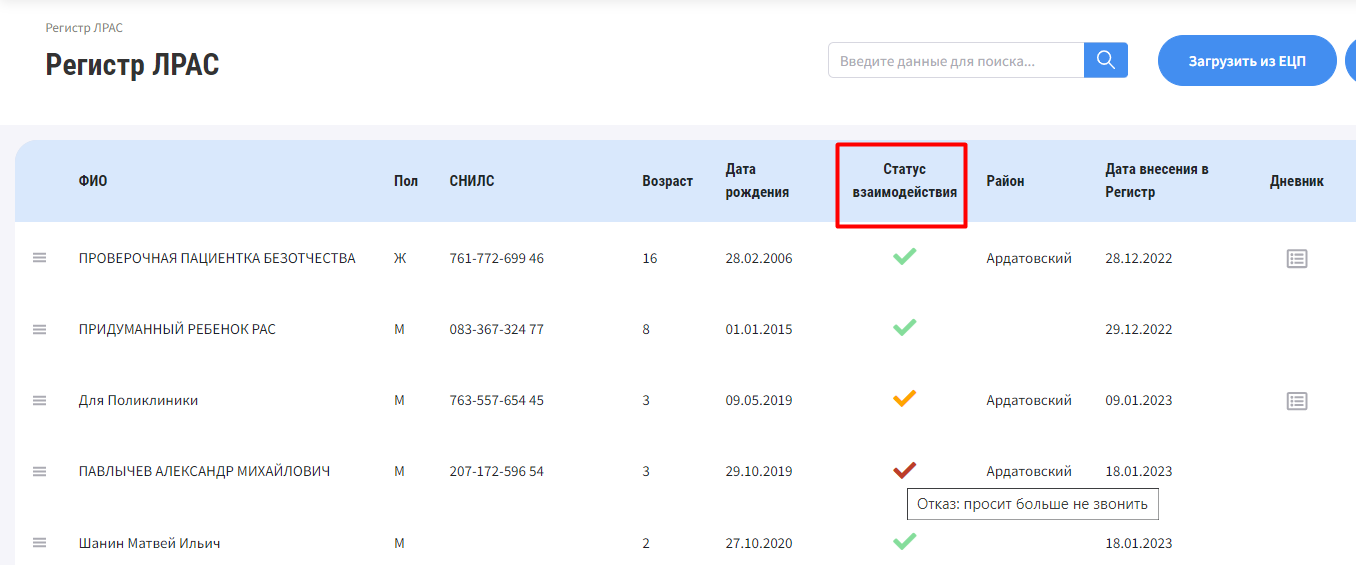 Регистр ЛРАС
Регистр ЛРАС
Введите данные для поиска...
Загрузить из ЕЦП
ФИО Пол СНИЛС Возраст Дата рождения Статус взаимодействия Район Дата внесения в Регистр Дневник
ПРОВЕРОЧНАЯ ПАЦИЕНТКА БЕЗОТЧЕСТВА Ж 761-772-699 46 16 28.02.2006 Ардатовский 28.12.2022
ПРИДУМАННЫЙ РЕБЕНОК РАС М 083-367-324 77 8 01.01.2015 29.12.2022
Для Поликлиники М 763-557-654 45 3 09.05.2019 Ардатовский 09.01.2023
ПАВЛЫЧЕВ АЛЕКСАНДР МИХАЙЛОВИЧ М 207-172-596 54 3 29.10.2019 Ардатовский 18.01.2023
Отказ: просит больше не звонить
Шанин Матвей Ильич М 2 27.10.2020 18.01.2023